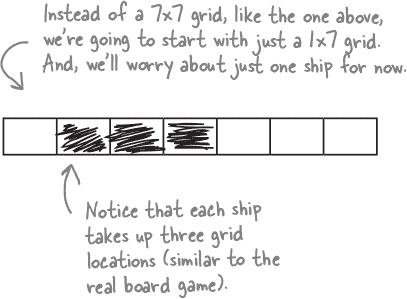 Instead of a 7x7 grid, like the one above,
we're going to start with just a 1x7 grid.
And, we'll worry about just one ship for now.
Notice that each ship
takes up three grid
locations (similar to the
real board game).